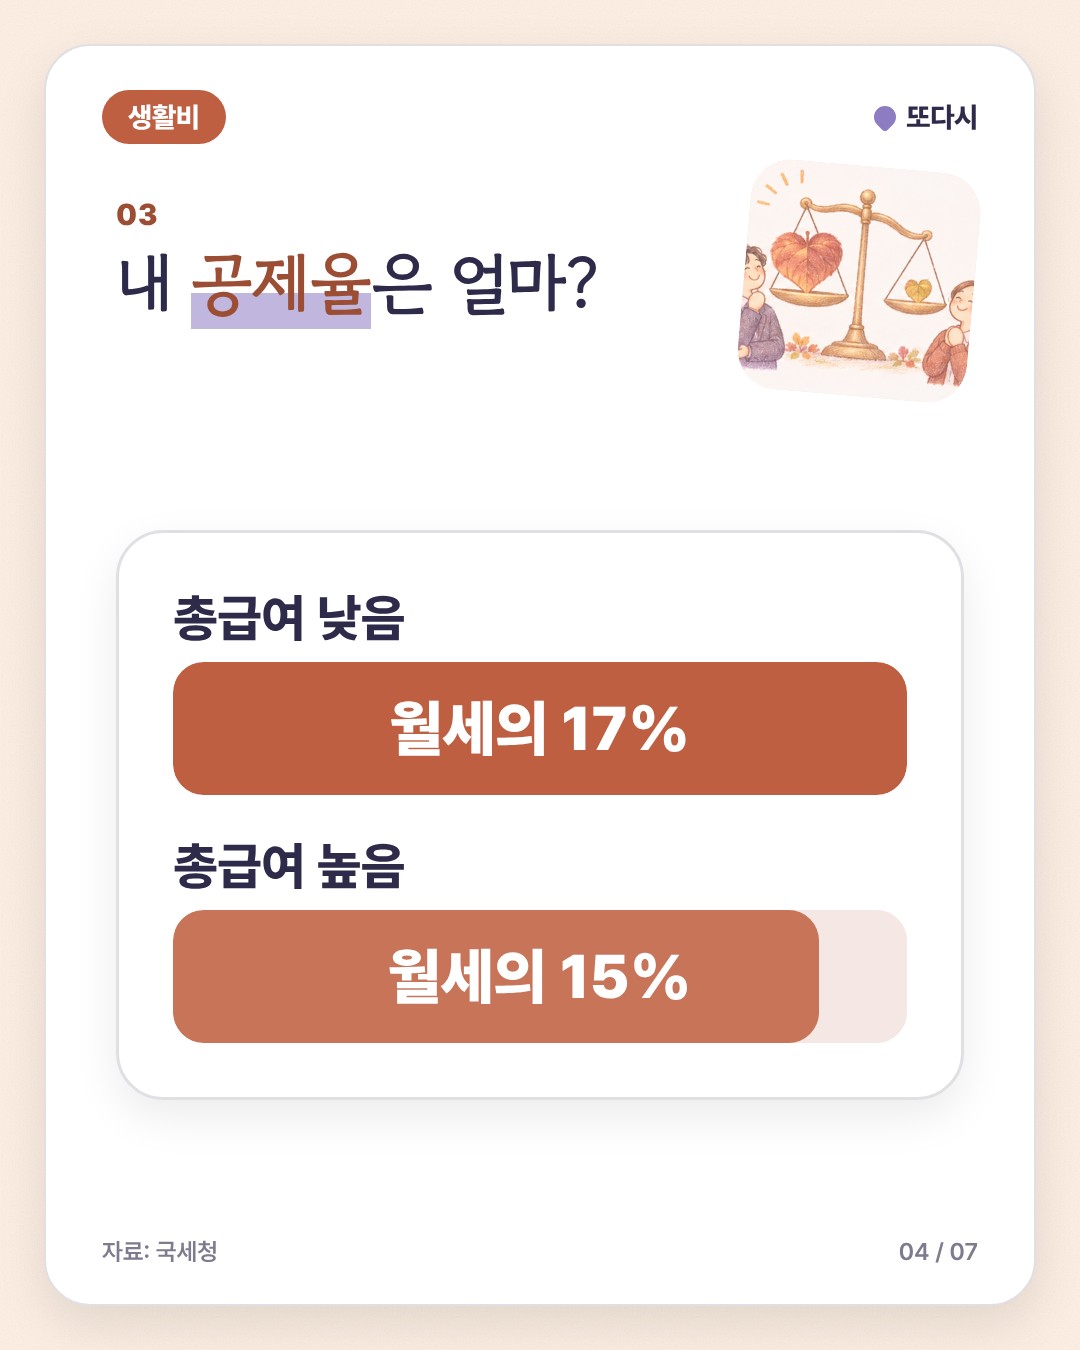 생활비
또다시
03
내 공제율은 얼마?
총급여 낮음
월세의 17%
총급여 높음
월세의 15%
자료: 국세청
04 / 07